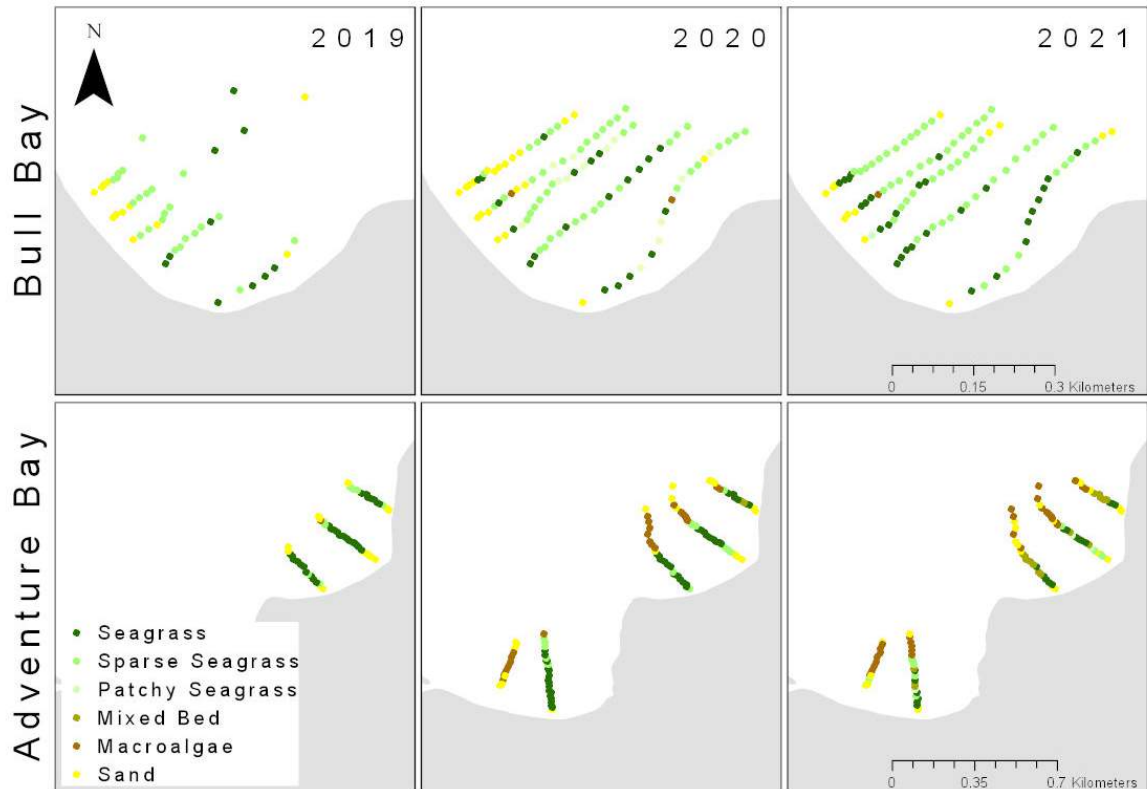 N
2019
2020
2021
Bull Bay
0 0.15 0.3 Kilometers
Adventure Bay
Seagrass
Sparse Seagrass
Patchy Seagrass
Mixed Bed
Macroalgae
Sand
0 0.35 0.7 Kilometers